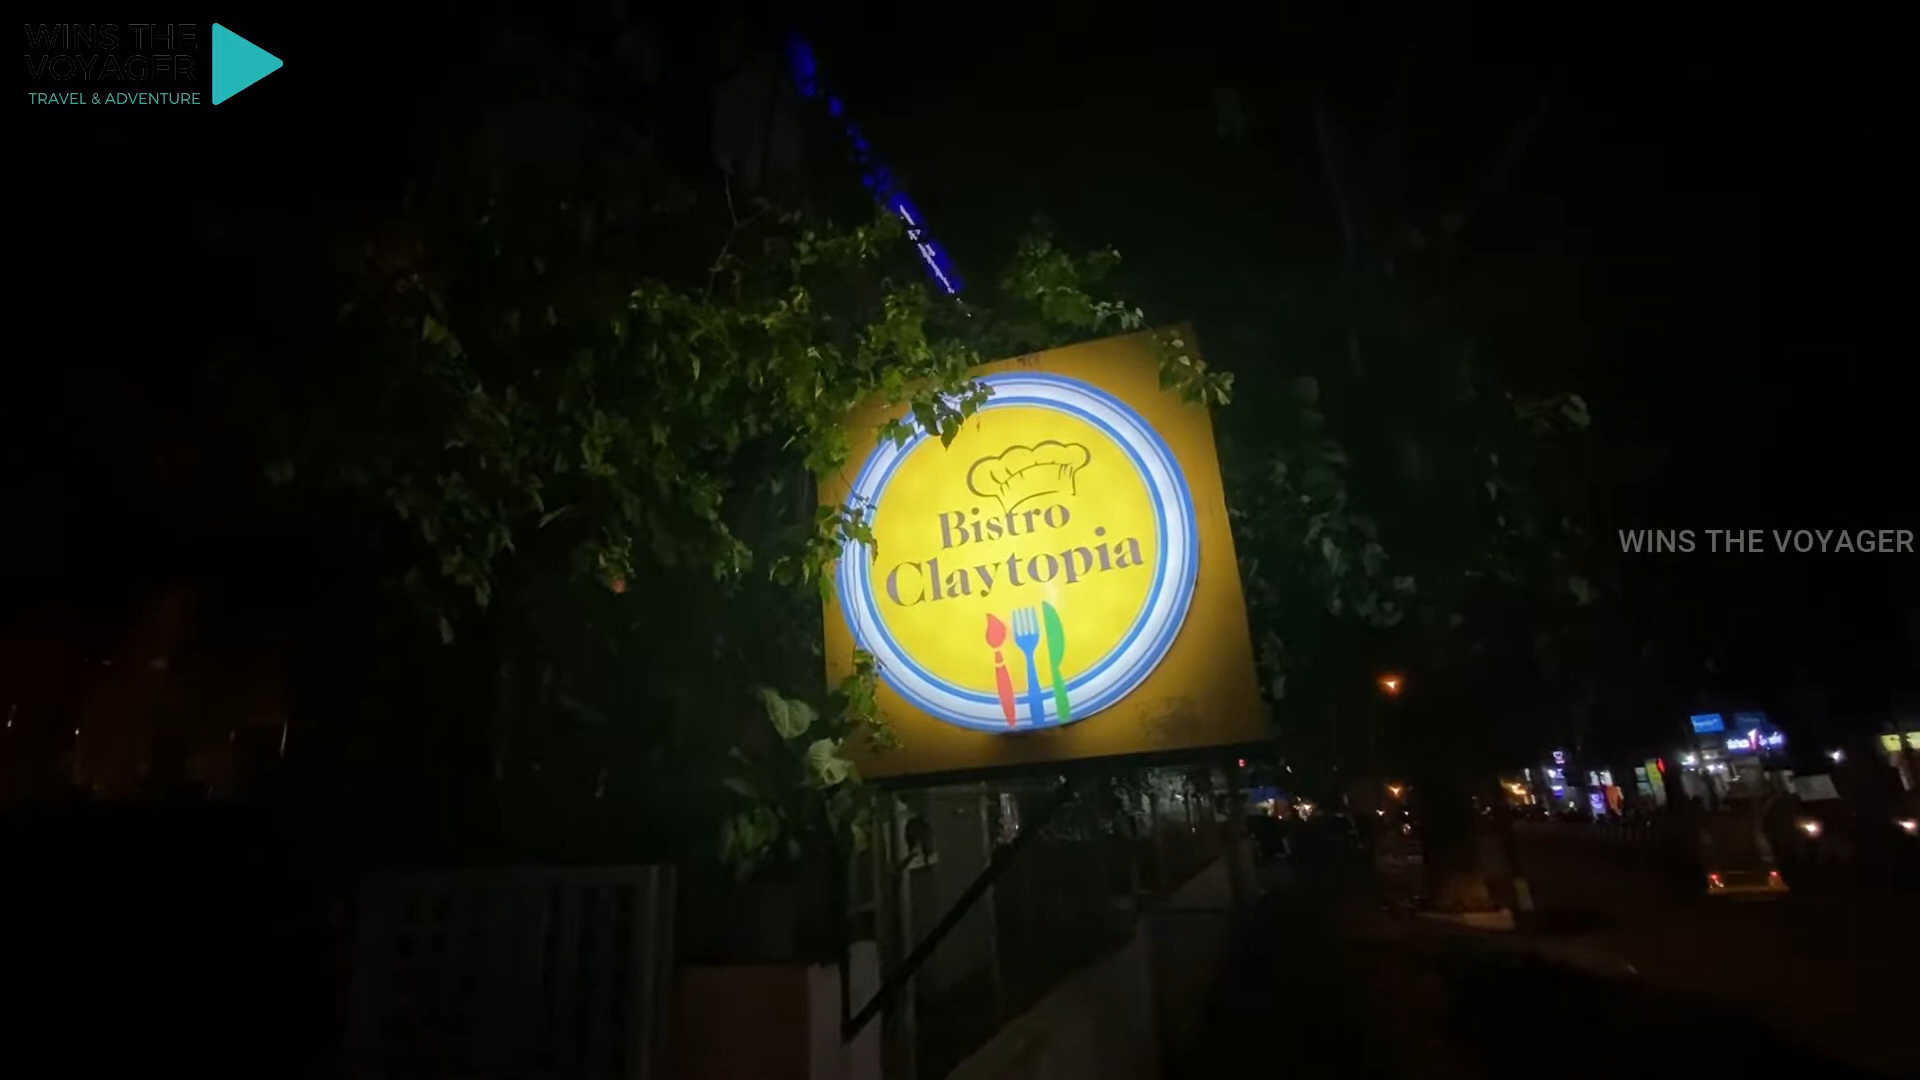 WINS THE
VOYAGER
TRAVEL & ADVENTURE
Bistro
Claytopia
WINS THE VOYAGER